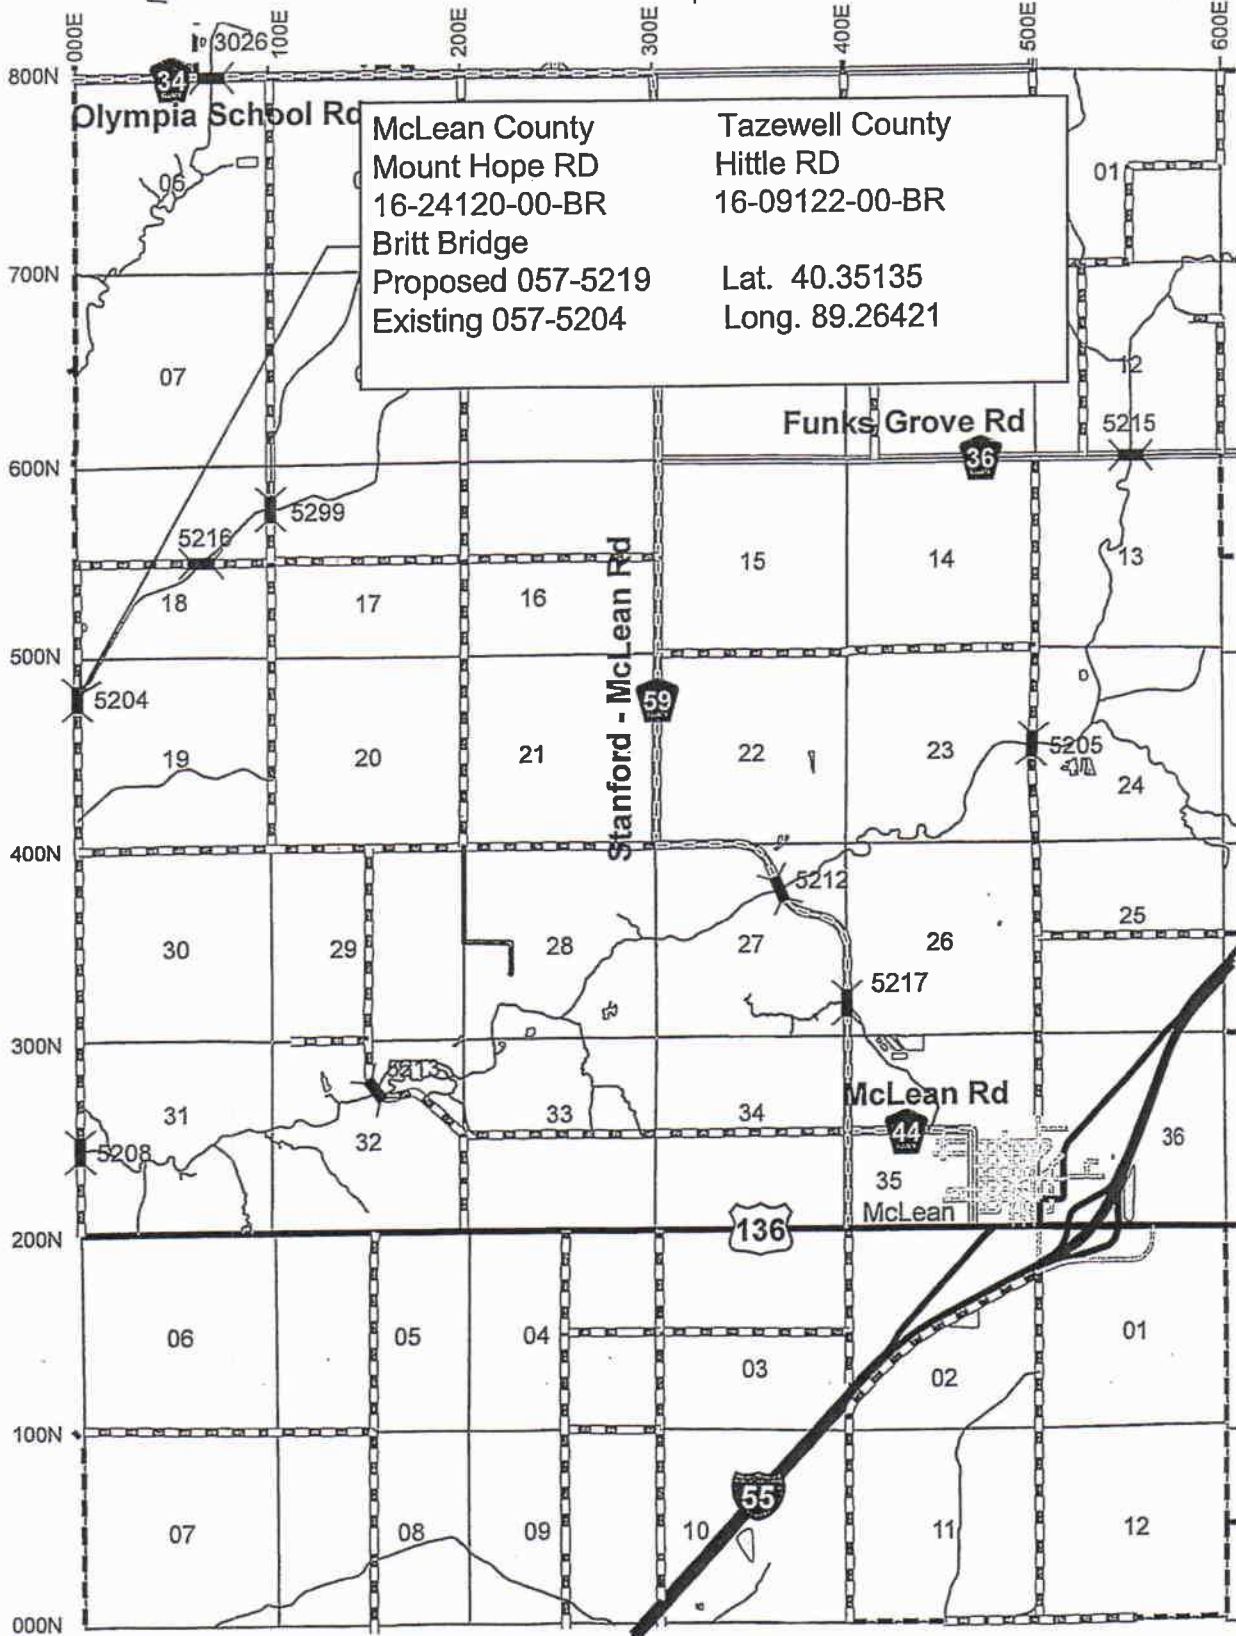 000E
100E
200E
300E
400E
500E
600E
3026
800N
34
Olympia School Rd
McLean County Tazewell County
Mount Hope RD Hittle RD
16-24120-00-BR 16-09122-00-BR
Britt Bridge
Proposed 057-5219 Lat. 40.35135
Existing 057-5204 Long. 89.26421
06
01
700N
07
12
Funks Grove Rd
5215
36
600N
5299
5216
15
14
13
18
17
16
Stanford - McLean Rd
500N
5204
59
19
20
21
22
23
5205
24
400N
5212
25
30
29
28
27
26
5217
300N
5213
McLean Rd
31
32
33
34
44
36
5208
35
McLean
200N
136
06
05
04
03
02
01
100N
55
07
08
09
10
11
12
000N